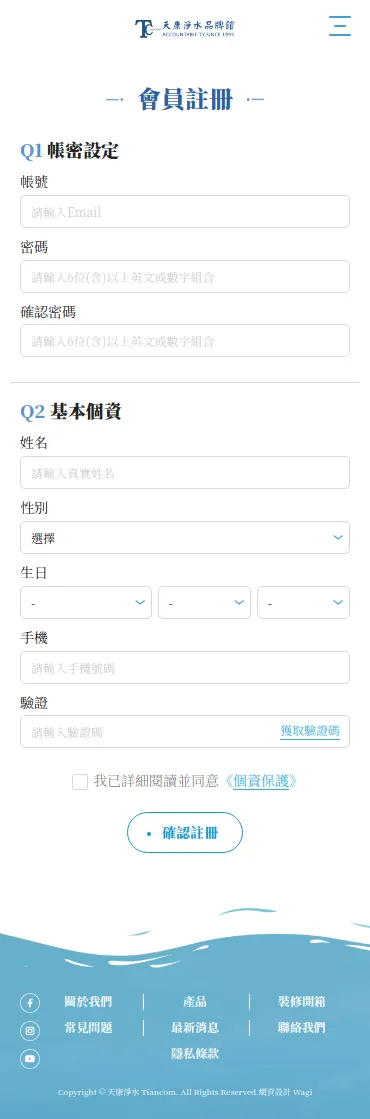 天康淨水品牌館
ACCOUNTABILITY.SINCE 1995
會員註冊
Q1 帳密設定
帳號
請輸入Email
密碼
請輸入6位(含)以上英文或數字組合
確認密碼
請輸入6位(含)以上英文或數字組合
Q2 基本個資
姓名
請輸入真實姓名
性別
選擇
生日
- - -
手機
請輸入手機號碼
驗證
請輸入驗證碼 獲取驗證碼
我已詳細閱讀並同意《個資保護》
• 確認註冊
關於我們 產品 裝修開箱
常見問題 最新消息 聯絡我們
隱私條款
Copyright © 天康淨水 Tiancom. All Rights Reserved.網頁設計 Wagi